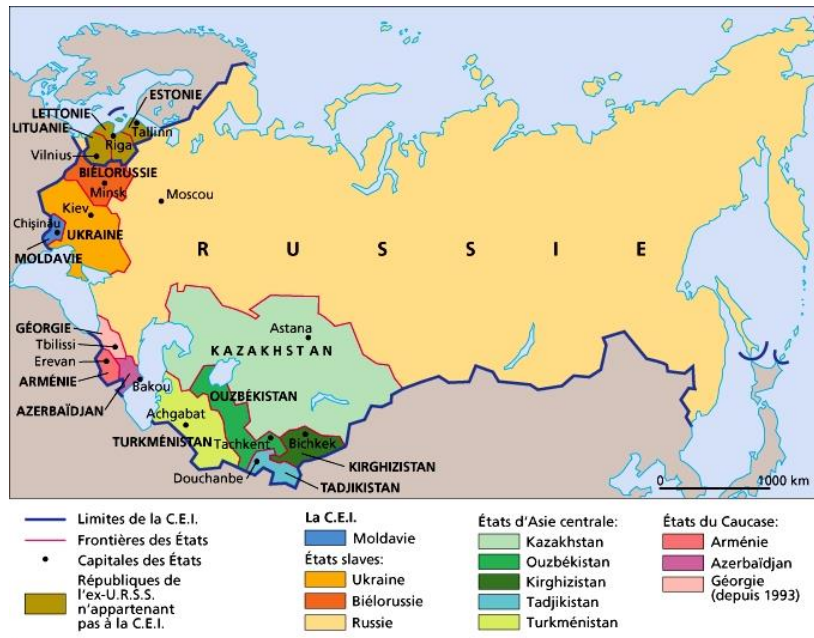 ESTONIE
LETTONIE
LITUANIE
Tallinn
Riga
Vilnius
BIÉLORUSSIE
Minsk
Moscou
Kiev
Chişinău
UKRAINE
MOLDAVIE
R U S S I E
GÉORGIE
Tbilissi
Erevan
ARMÉNIE
AZERBAÏDJAN
Bakou
Astana
KAZAKHSTAN
OUZBÉKISTAN
Achgabat
TURKMÉNISTAN
Tachkent
Bichkek
Douchanbe
KIRGHIZISTAN
TADJIKISTAN
0 1000 km
Limites de la C.E.I.
Frontières des États
Capitales des États
Républiques de
l'ex-U.R.S.S.
n'appartenant
pas à la C.E.I.
La C.E.I.
Moldavie
États slaves:
Ukraine
Biélorussie
Russie
États d'Asie centrale:
Kazakhstan
Ouzbékistan
Kirghizistan
Tadjikistan
Turkménistan
États du Caucase:
Arménie
Azerbaïdjan
Géorgie
(depuis 1993)